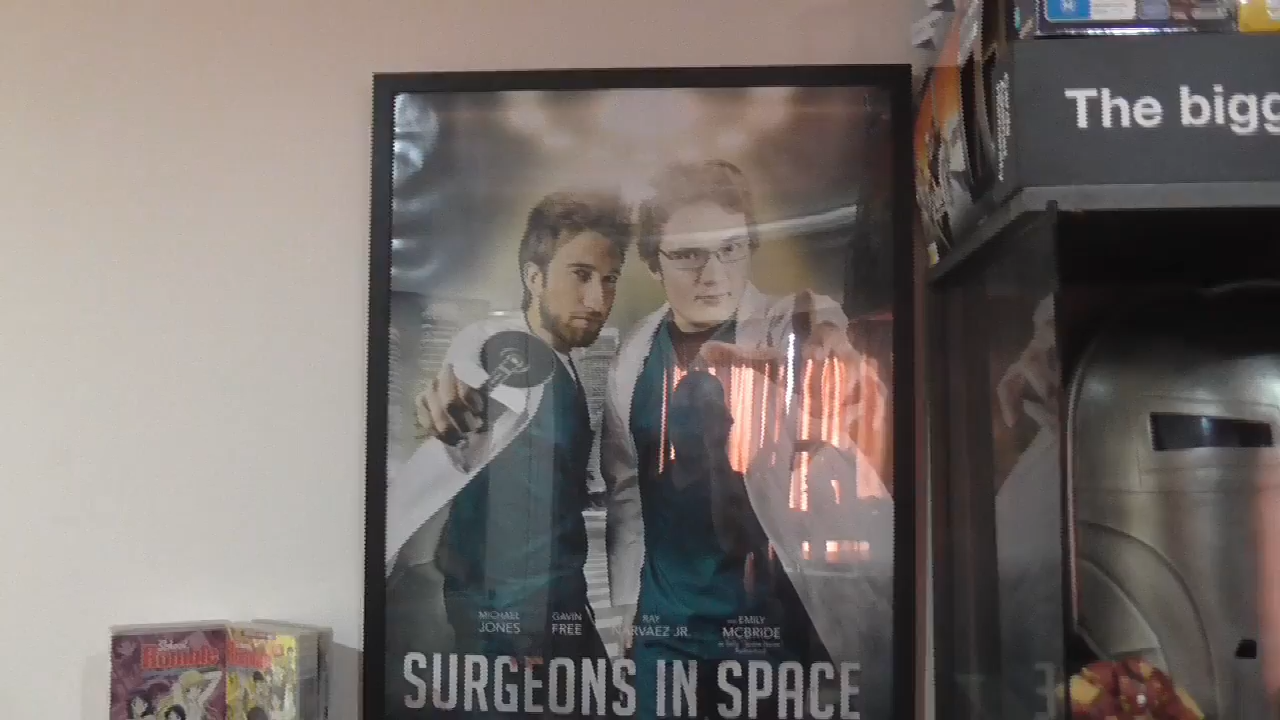 The bigg
MICHAEL JONES
GAVIN FREE
RAY NARVAEZ JR.
EMILY MCBRIDE
SURGEONS IN SPACE
Rumble
M